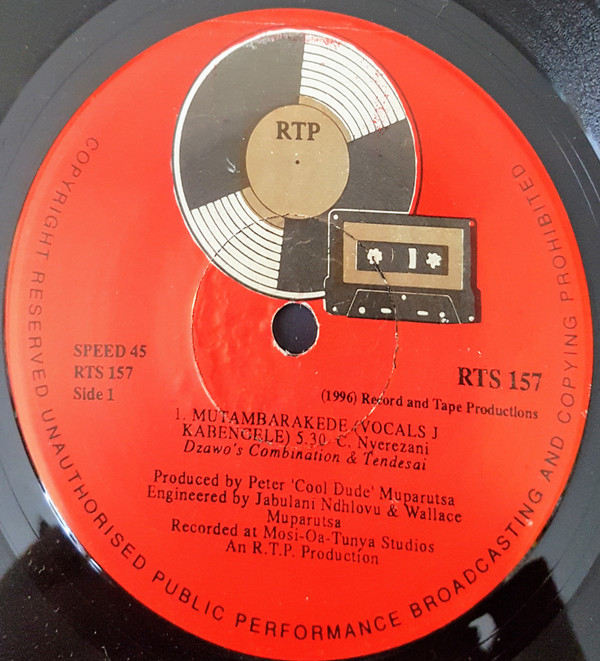 RTP
SPEED 45
RTS 157
Side 1
RTS 157
(1996) Record and Tape Productions
1. MUTAMBARAKEDE (VOCALS J
KABENGELE) 5.30 C. Nyerezani
Dzawo's Combination & Tendesai
Produced by Peter 'Cool Dude' Muparutsa
Engineered by Jabulani Ndhlovu & Wallace
Muparutsa
Recorded at Mosi-Oa-Tunya Studios
An R.T.P. Production
COPYRIGHT RESERVED UNAUTHORISED PUBLIC PERFORMANCE BROADCASTING AND COPYING PROHIBITED